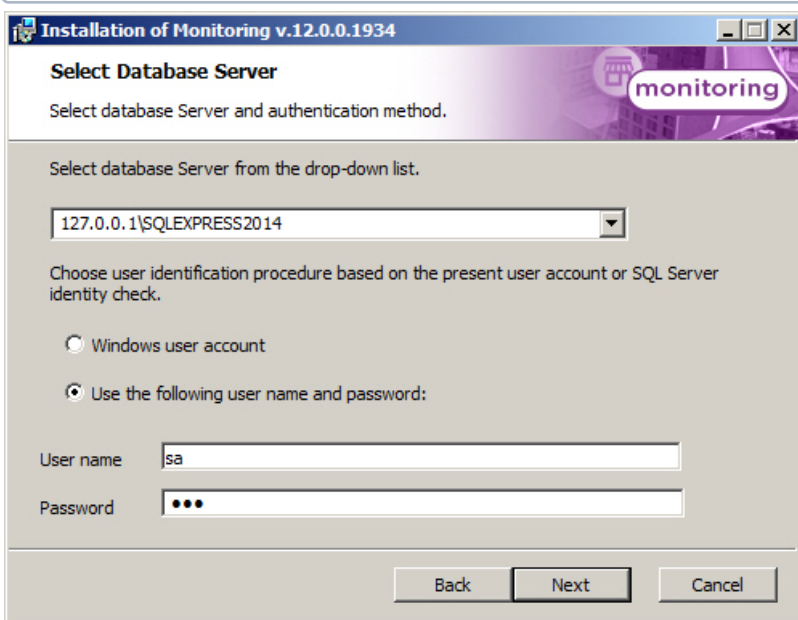 Installation of Monitoring v.12.0.0.1934
Select Database Server
monitoring
Select database Server and authentication method.
Select database Server from the drop-down list.
127.0.0.1\SQLEXPRESS2014
Choose user identification procedure based on the present user account or SQL Server
identity check.
Windows user account
Use the following user name and password:
User name sa
Password •••
Back Next Cancel